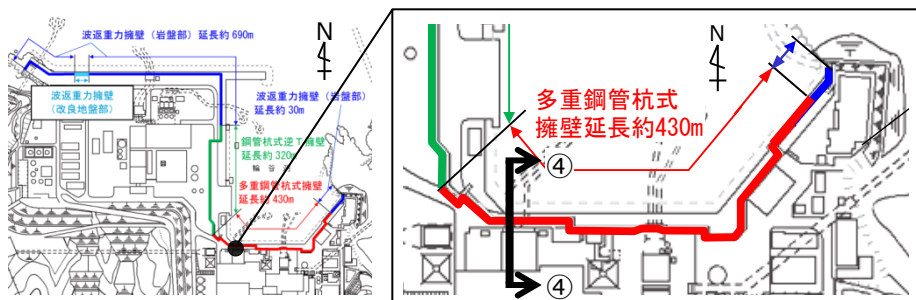 波返重力擁壁（岩盤部）延長約690m
N
波返重力擁壁
（改良地盤部）
波返重力擁壁（岩盤部）
延長約30m
鋼管杭式逆T擁壁
延長約320m
輪谷湾
多重鋼管杭式擁壁
延長約430m
N
多重鋼管杭式
擁壁延長約430m
④
④